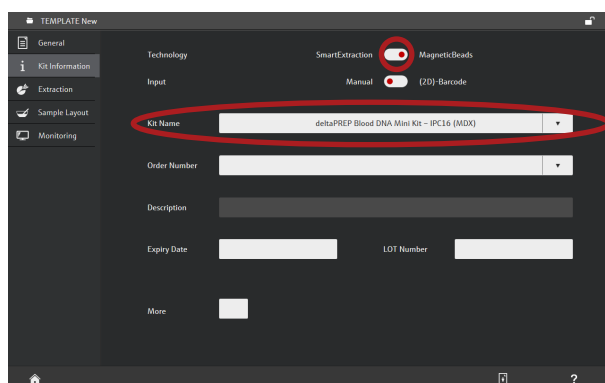 TEMPLATE New
General
Kit Information
Extraction
Sample Layout
Monitoring
Technology SmartExtraction MagneticBeads
Input Manual (2D)-Barcode
Kit Name deltaPREP Blood DNA Mini Kit – IPC16 (MDX)
Order Number
Description
Expiry Date LOT Number
More
?